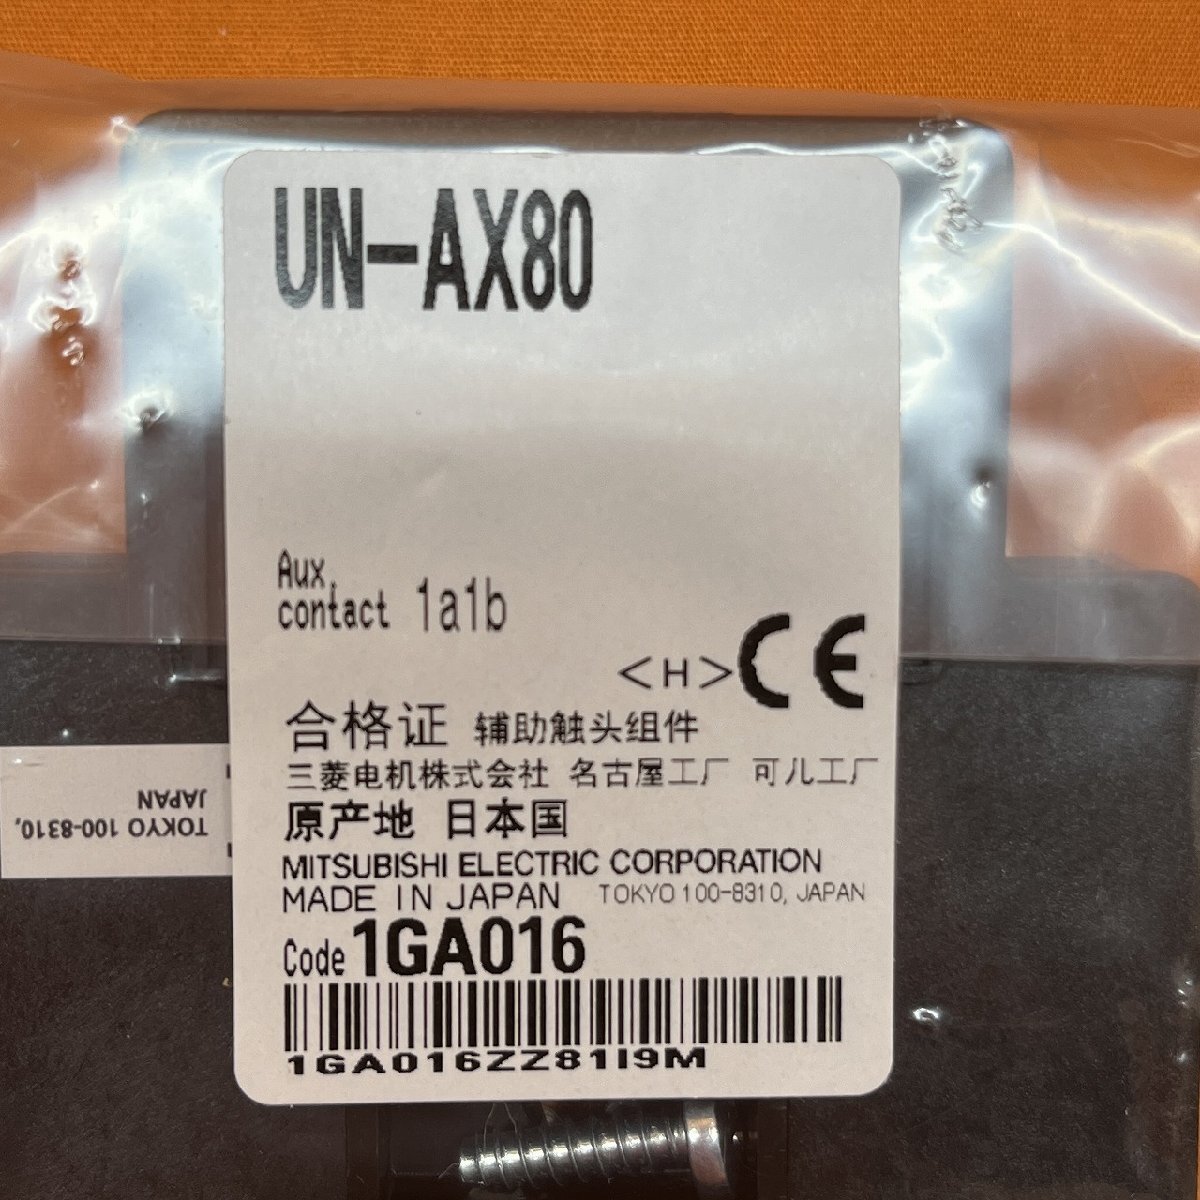 UN-AX80
Aux.
contact 1a1b
<H> CE
合格证 辅助触头组件
三菱电机株式会社 名古屋工厂 可儿工厂
原产地 日本国
MITSUBISHI ELECTRIC CORPORATION
MADE IN JAPAN TOKYO 100-8310, JAPAN
Code 1GA016
1GA016ZZ81I9M
TOKYO 100-8310,
JAPAN